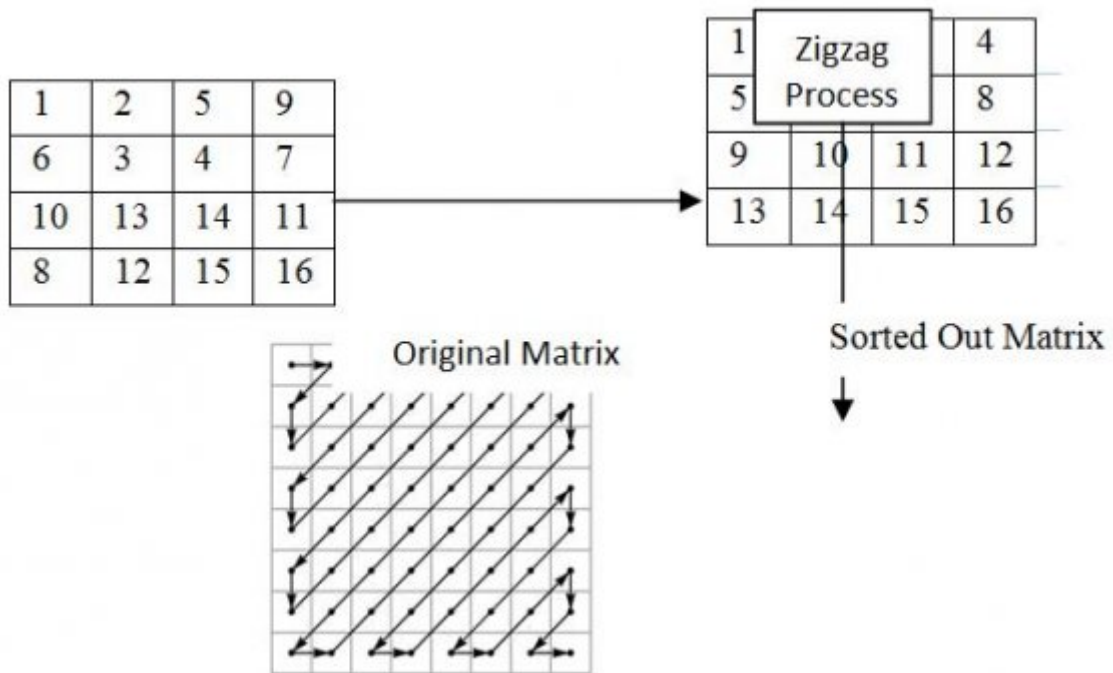 1 2 5 9
6 3 4 7
10 13 14 11
8 12 15 16
1 4
5 8
9 10 11 12
13 14 15 16
Zigzag
Process
Original Matrix
Sorted Out Matrix